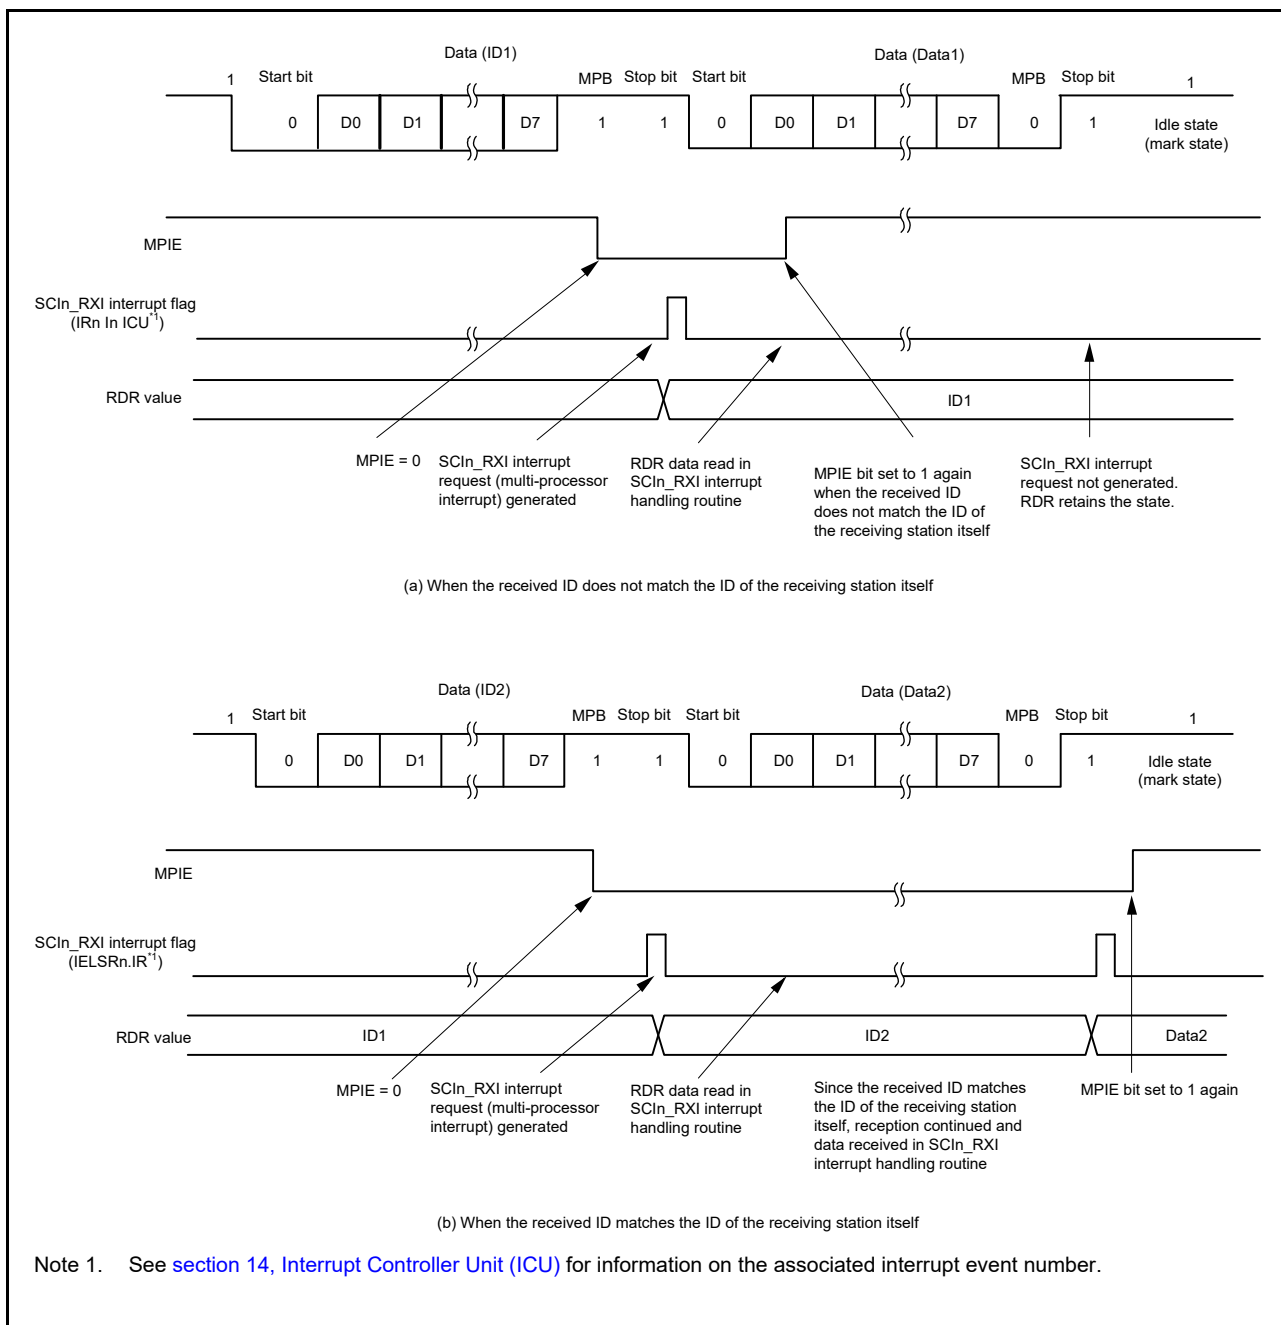 Data (ID1)
Data (Data1)
1 Start bit MPB Stop bit Start bit MPB Stop bit 1
0 D0 D1 D7 1 1 0 D0 D1 D7 0 1 Idle state
(mark state)
MPIE
SCIn_RXI interrupt flag
(IRn In ICU*1)
RDR value
ID1
MPIE = 0
SCIn_RXI interrupt
request (multi-processor
interrupt) generated
RDR data read in
SCIn_RXI interrupt
handling routine
MPIE bit set to 1 again
when the received ID
does not match the ID of
the receiving station itself
SCIn_RXI interrupt
request not generated.
RDR retains the state.
(a) When the received ID does not match the ID of the receiving station itself
Data (ID2)
Data (Data2)
1 Start bit MPB Stop bit Start bit MPB Stop bit 1
0 D0 D1 D7 1 1 0 D0 D1 D7 0 1 Idle state
(mark state)
MPIE
SCIn_RXI interrupt flag
(IELSRn.IR*1)
RDR value
ID1
ID2
Data2
MPIE = 0
SCIn_RXI interrupt
request (multi-processor
interrupt) generated
RDR data read in
SCIn_RXI interrupt
handling routine
Since the received ID matches
the ID of the receiving station
itself, reception continued and
data received in SCIn_RXI
interrupt handling routine
MPIE bit set to 1 again
(b) When the received ID matches the ID of the receiving station itself
Note 1. See section 14, Interrupt Controller Unit (ICU) for information on the associated interrupt event number.